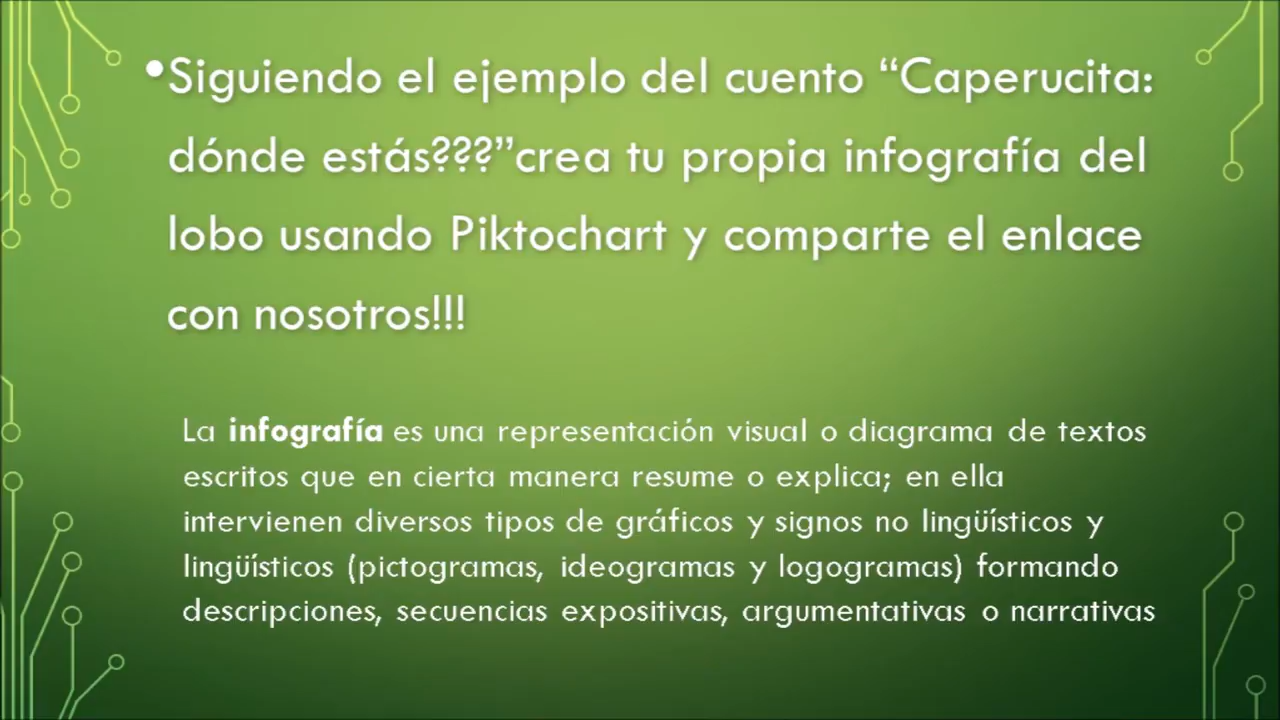 •Siguiendo el ejemplo del cuento “Caperucita:
dónde estás???”crea tu propia infografía del
lobo usando Piktochart y comparte el enlace
con nosotros!!!
La infografía es una representación visual o diagrama de textos
escritos que en cierta manera resume o explica; en ella
intervienen diversos tipos de gráficos y signos no lingüísticos y
lingüísticos (pictogramas, ideogramas y logogramas) formando
descripciones, secuencias expositivas, argumentativas o narrativas